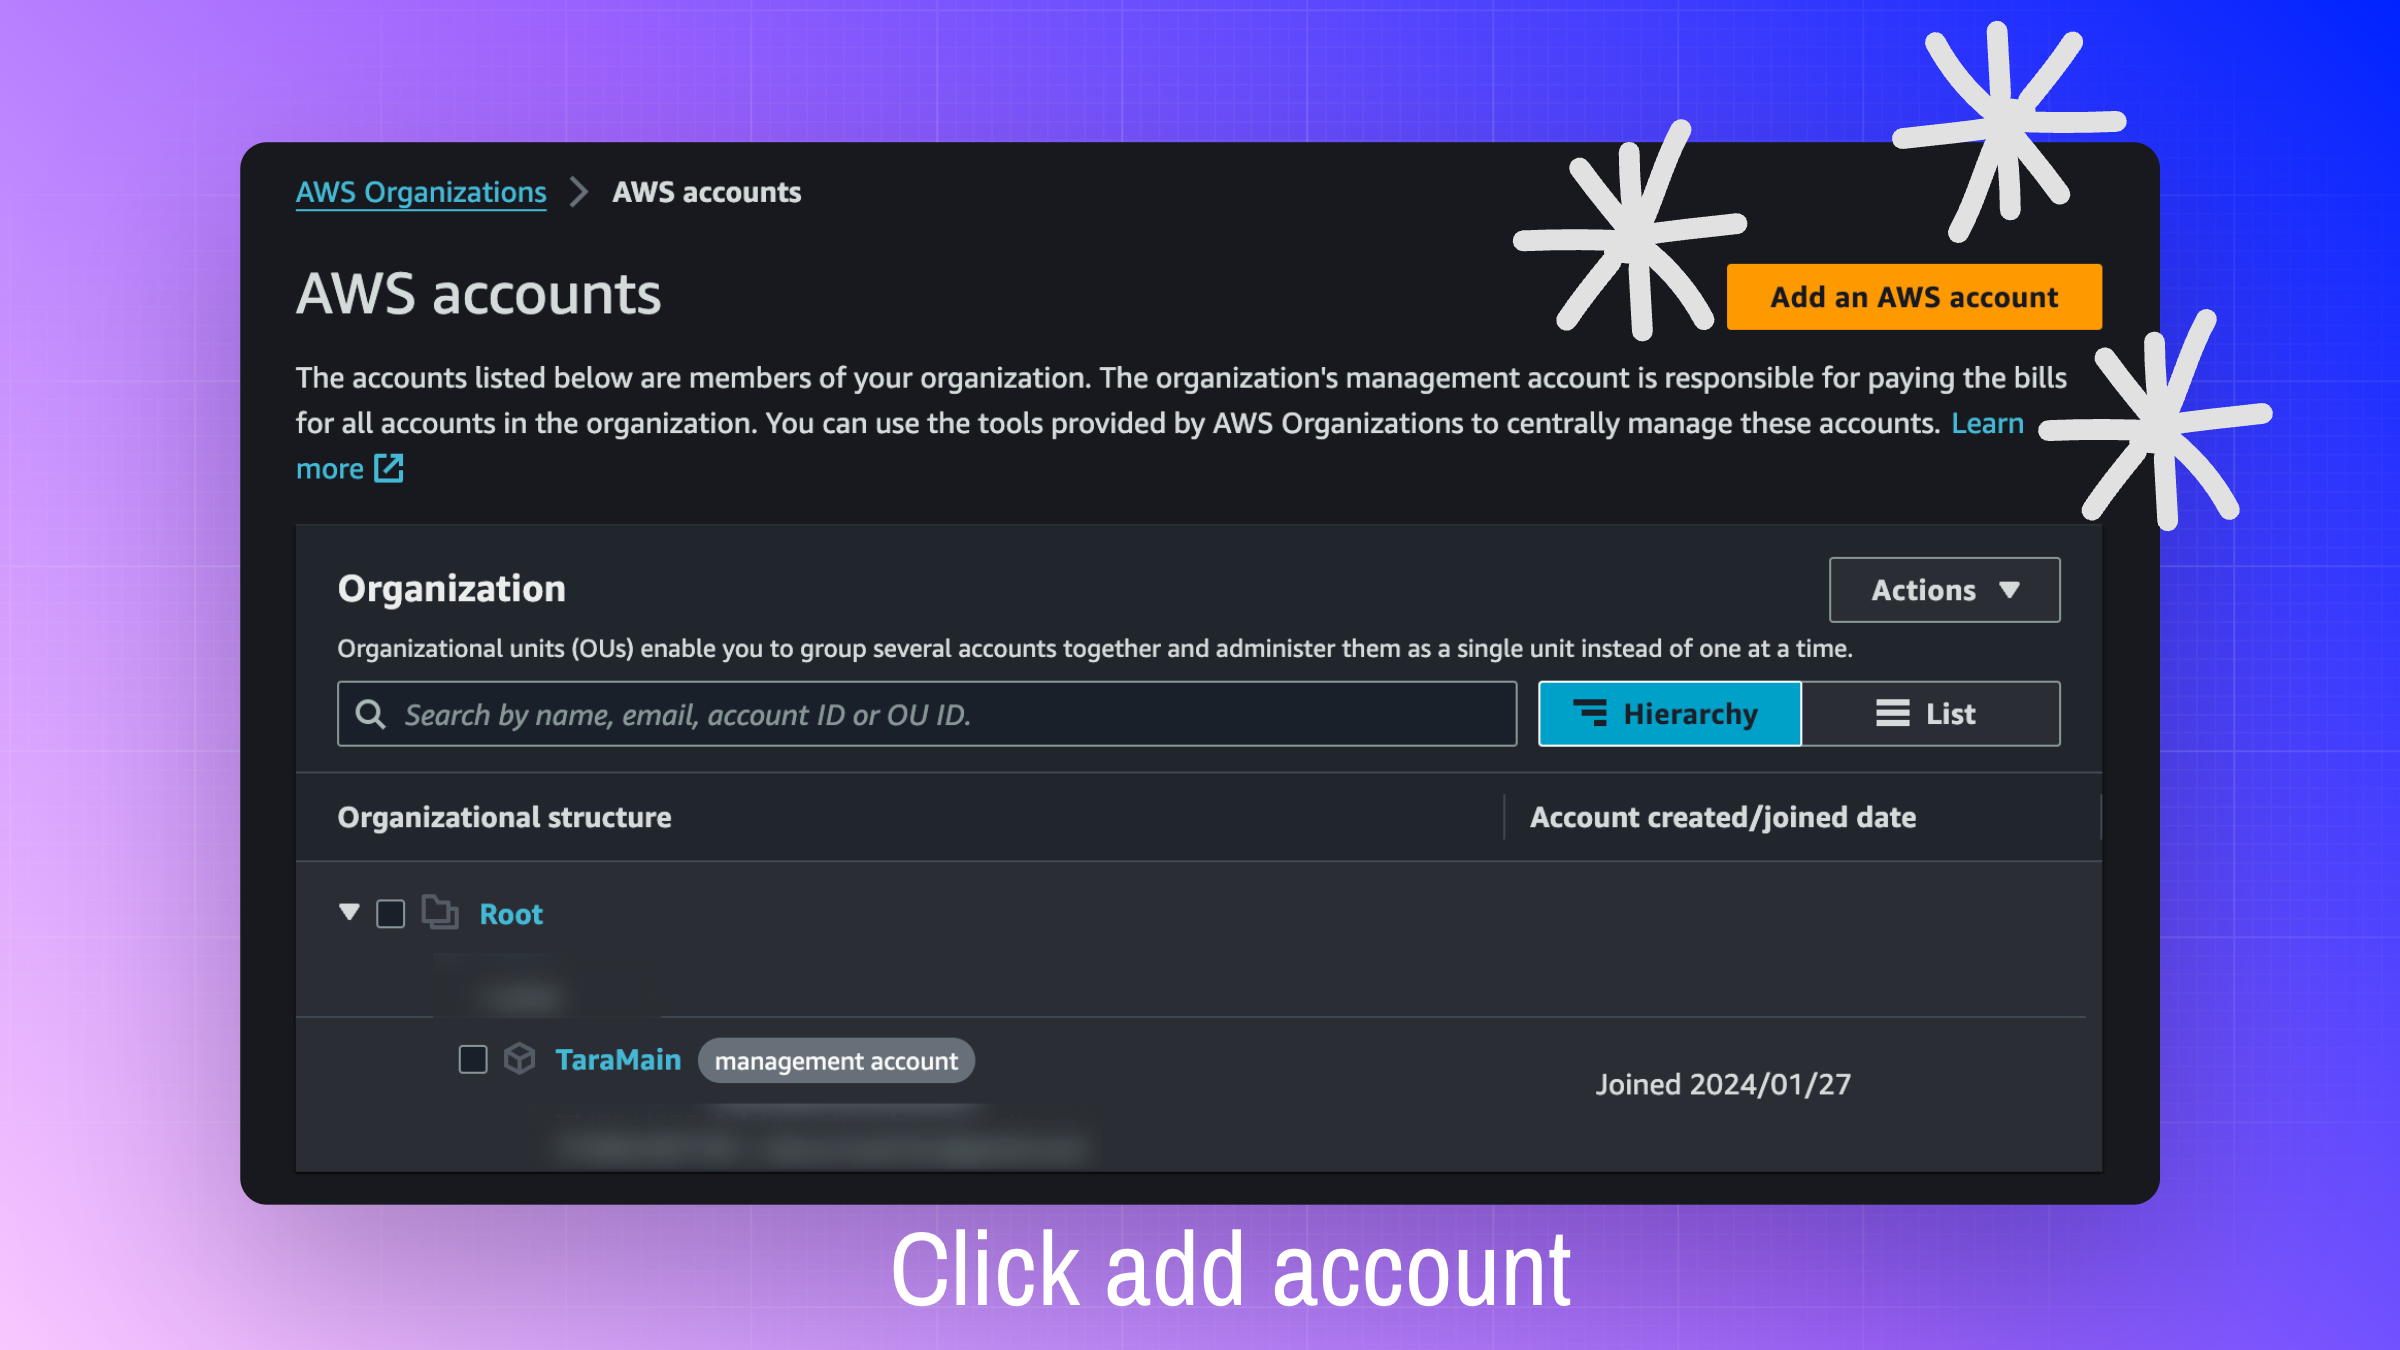 AWS Organizations > AWS accounts
AWS accounts
Add an AWS account
The accounts listed below are members of your organization. The organization's management account is responsible for paying the bills
for all accounts in the organization. You can use the tools provided by AWS Organizations to centrally manage these accounts. Learn
more
Organization
Actions
Organizational units (OUs) enable you to group several accounts together and administer them as a single unit instead of one at a time.
Search by name, email, account ID or OU ID.
Hierarchy
List
Organizational structure
Account created/joined date
Root
TaraMain management account
Joined 2024/01/27
Click add account